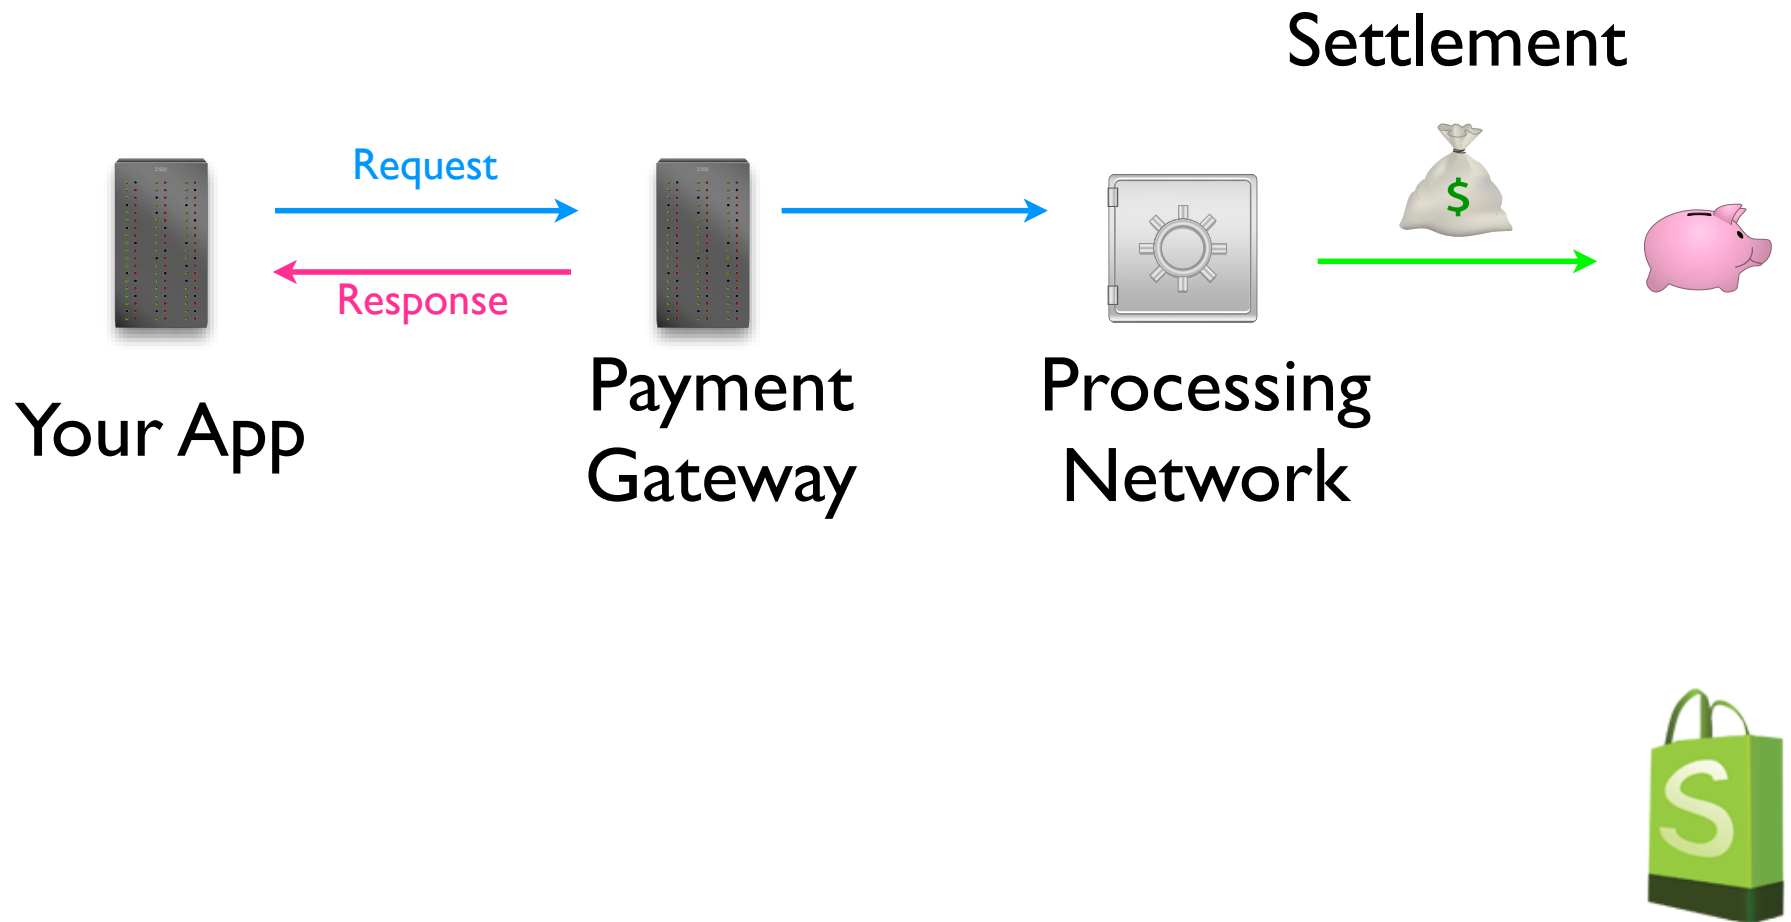 Settlement
Request
Response
$
Your App
Payment
Gateway
Processing
Network
S